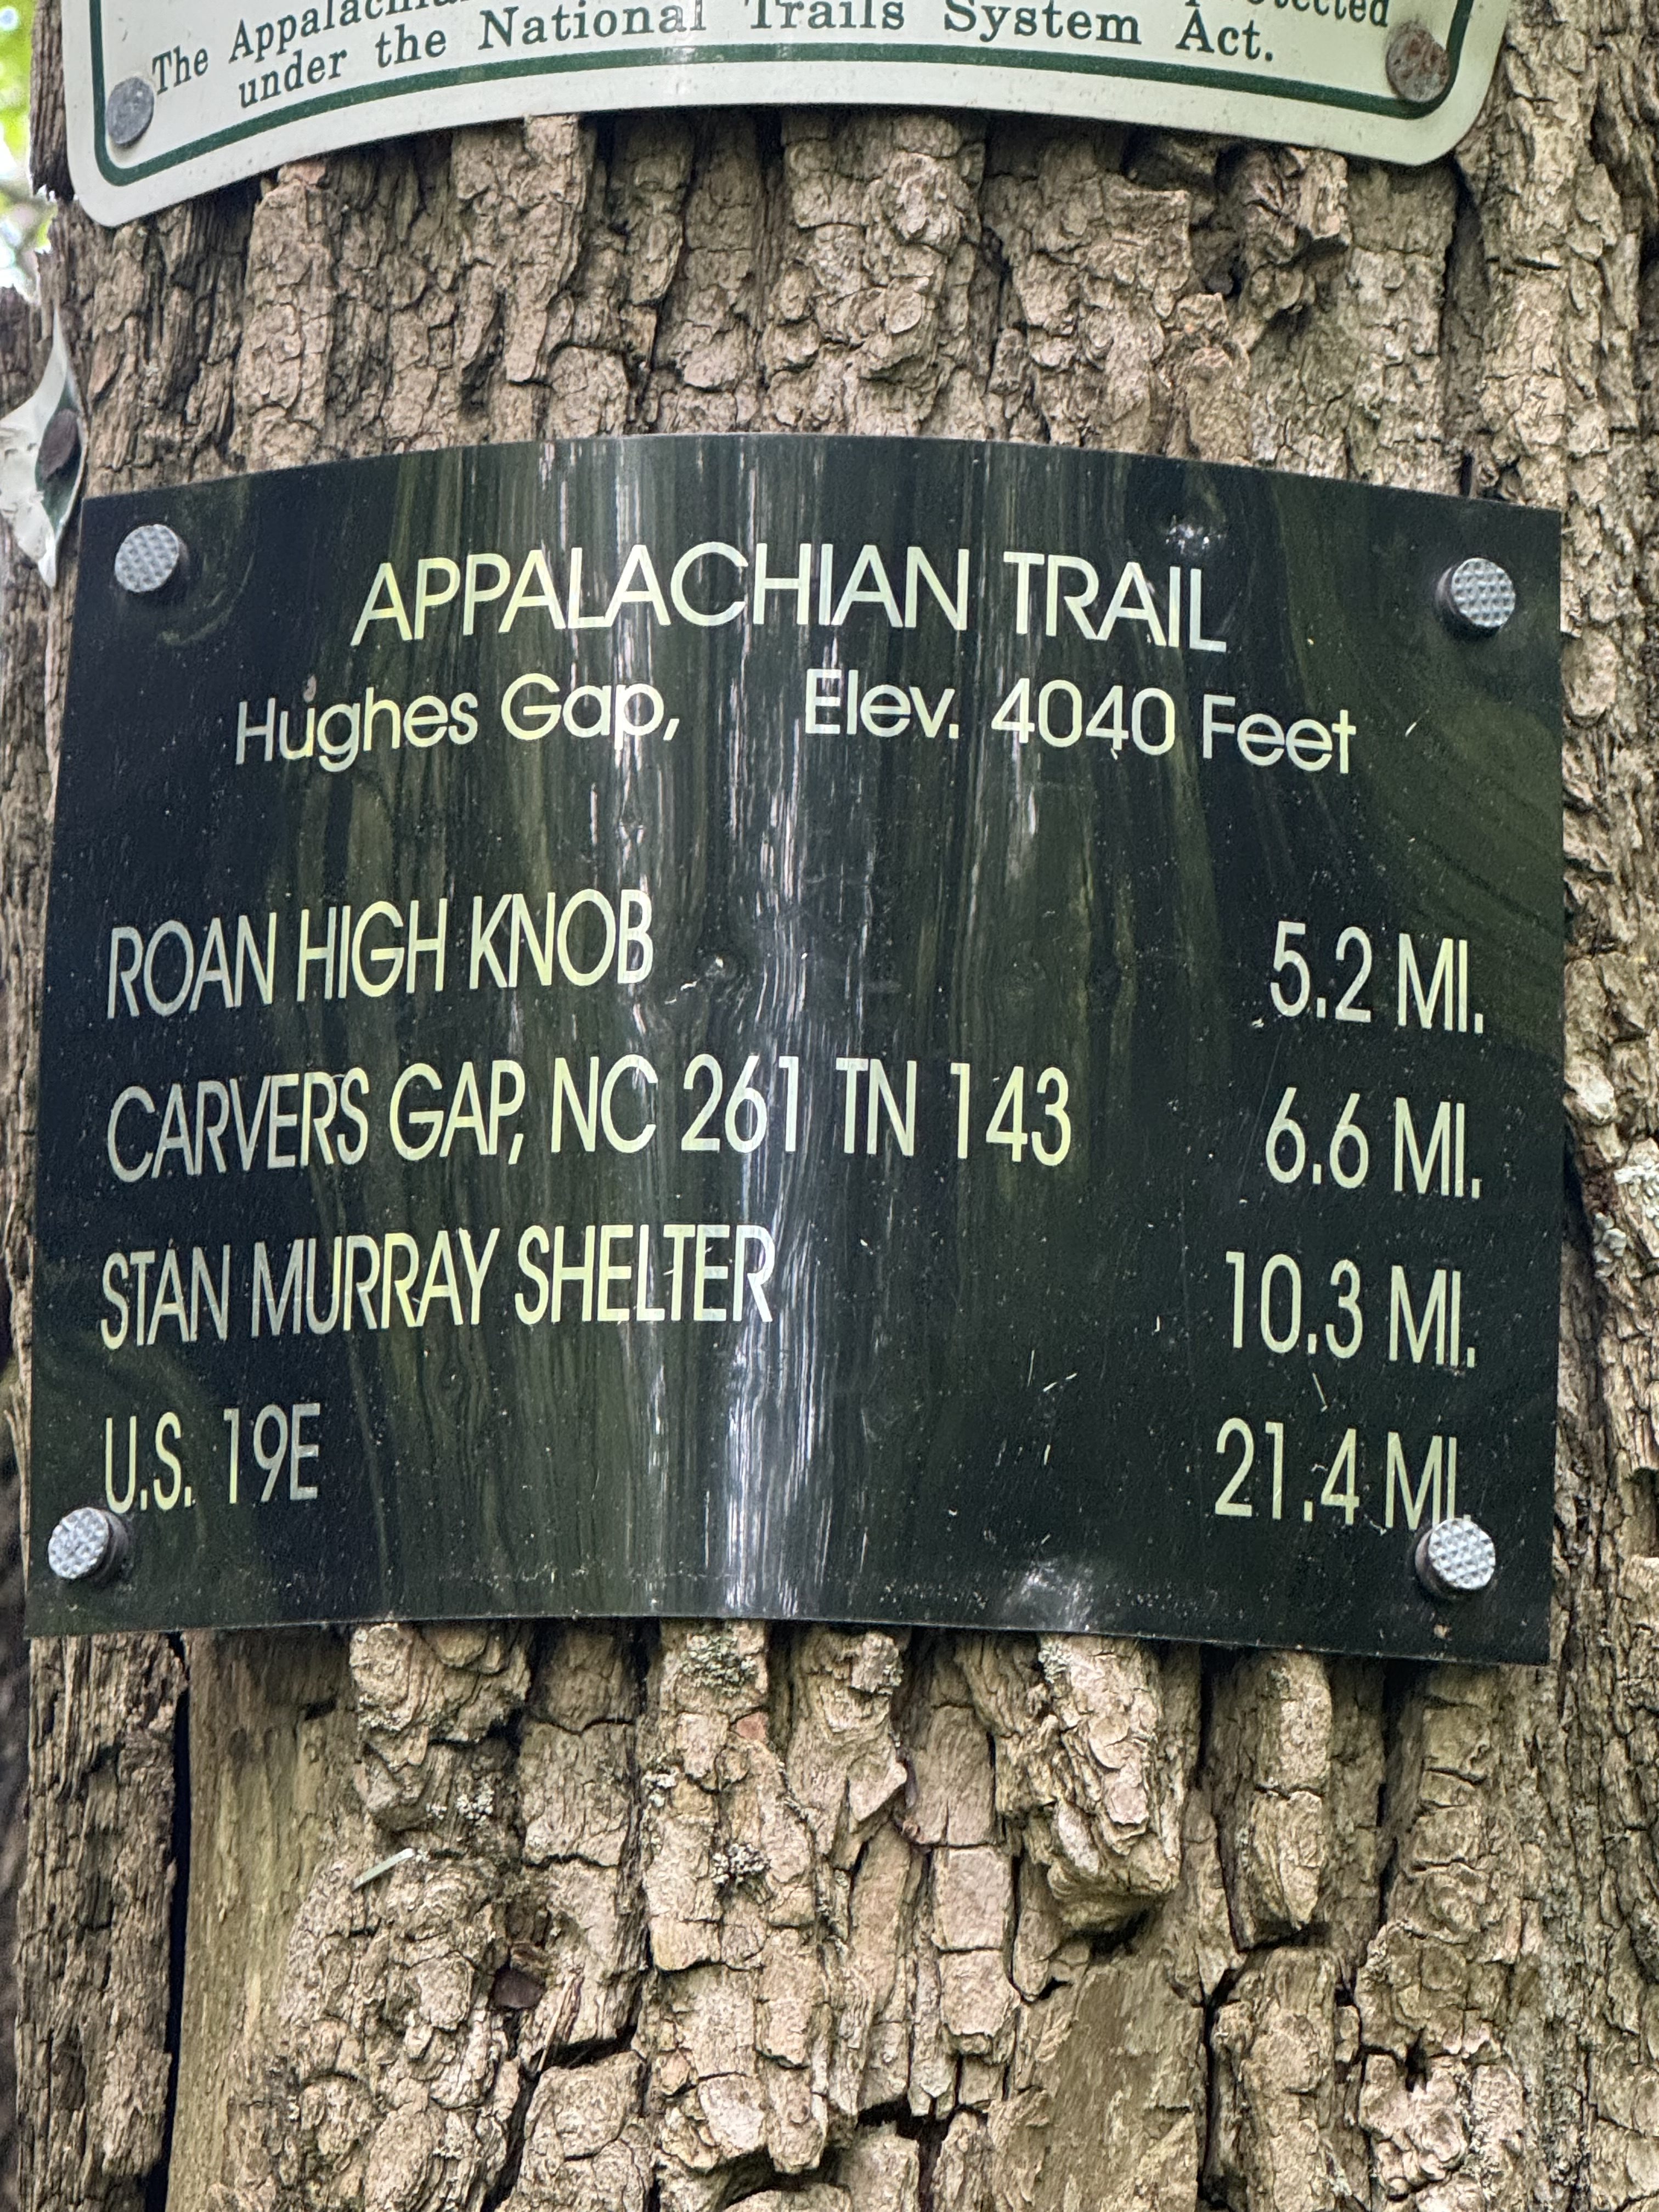 The Appalachian
under the National Trails System Act.
APPALACHIAN TRAIL
Hughes Gap, Elev. 4040 Feet
ROAN HIGH KNOB 5.2 MI.
CARVERS GAP, NC 261 TN 143 6.6 MI.
STAN MURRAY SHELTER 10.3 MI.
U.S. 19E 21.4 MI.